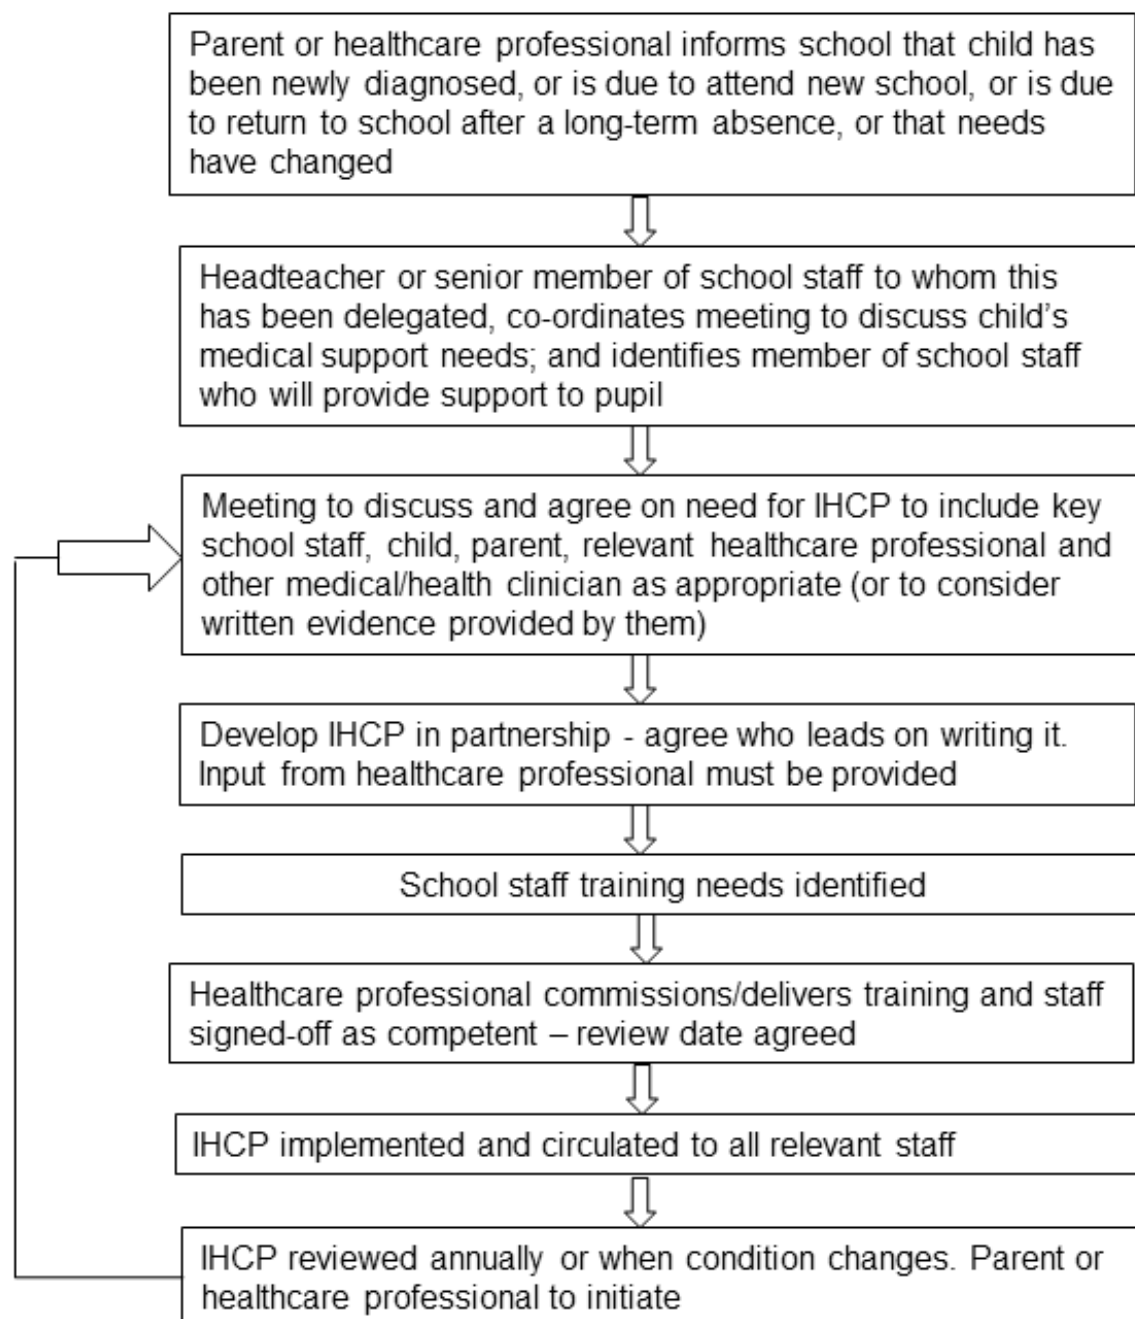 Parent or healthcare professional informs school that child has
been newly diagnosed, or is due to attend new school, or is due
to return to school after a long-term absence, or that needs
have changed
Headteacher or senior member of school staff to whom this
has been delegated, co-ordinates meeting to discuss child’s
medical support needs; and identifies member of school staff
who will provide support to pupil
Meeting to discuss and agree on need for IHCP to include key
school staff, child, parent, relevant healthcare professional and
other medical/health clinician as appropriate (or to consider
written evidence provided by them)
Develop IHCP in partnership - agree who leads on writing it.
Input from healthcare professional must be provided
School staff training needs identified
Healthcare professional commissions/delivers training and staff
signed-off as competent – review date agreed
IHCP implemented and circulated to all relevant staff
IHCP reviewed annually or when condition changes. Parent or
healthcare professional to initiate